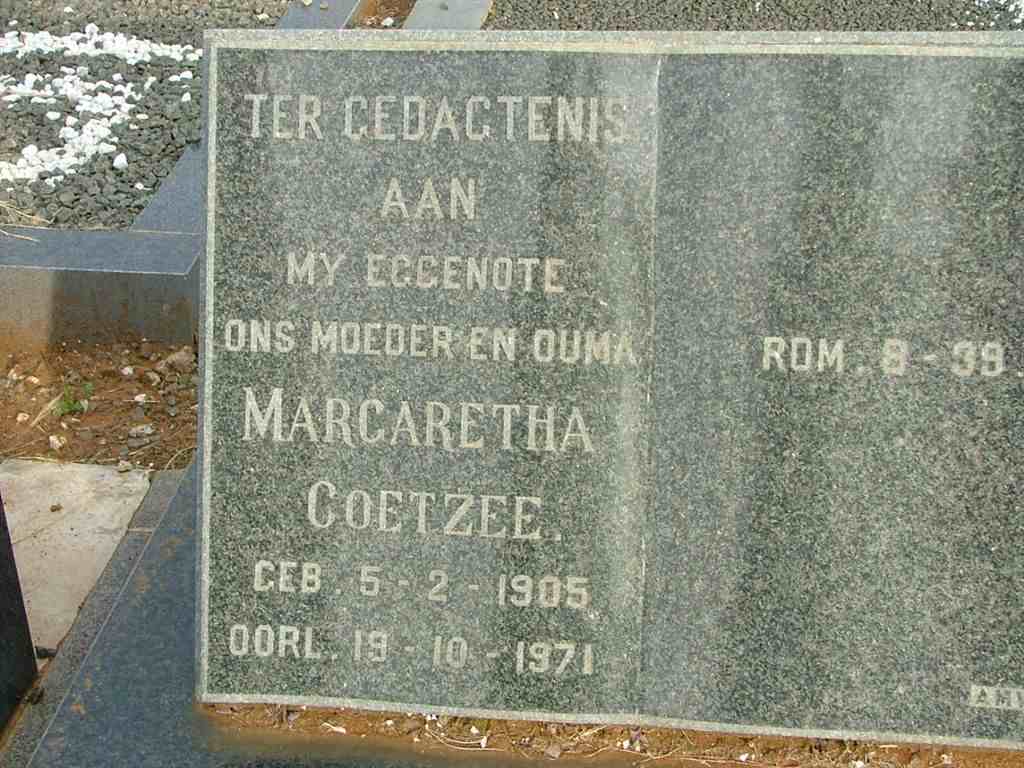 TER GEDAGTENIS
AAN
MY EGGENOTE
ONS MOEDER EN OUMA
MARGARETHA
COETZEE.
GEB. 5-2-1905
OORL. 19-10-1971
ROM. 8-39.